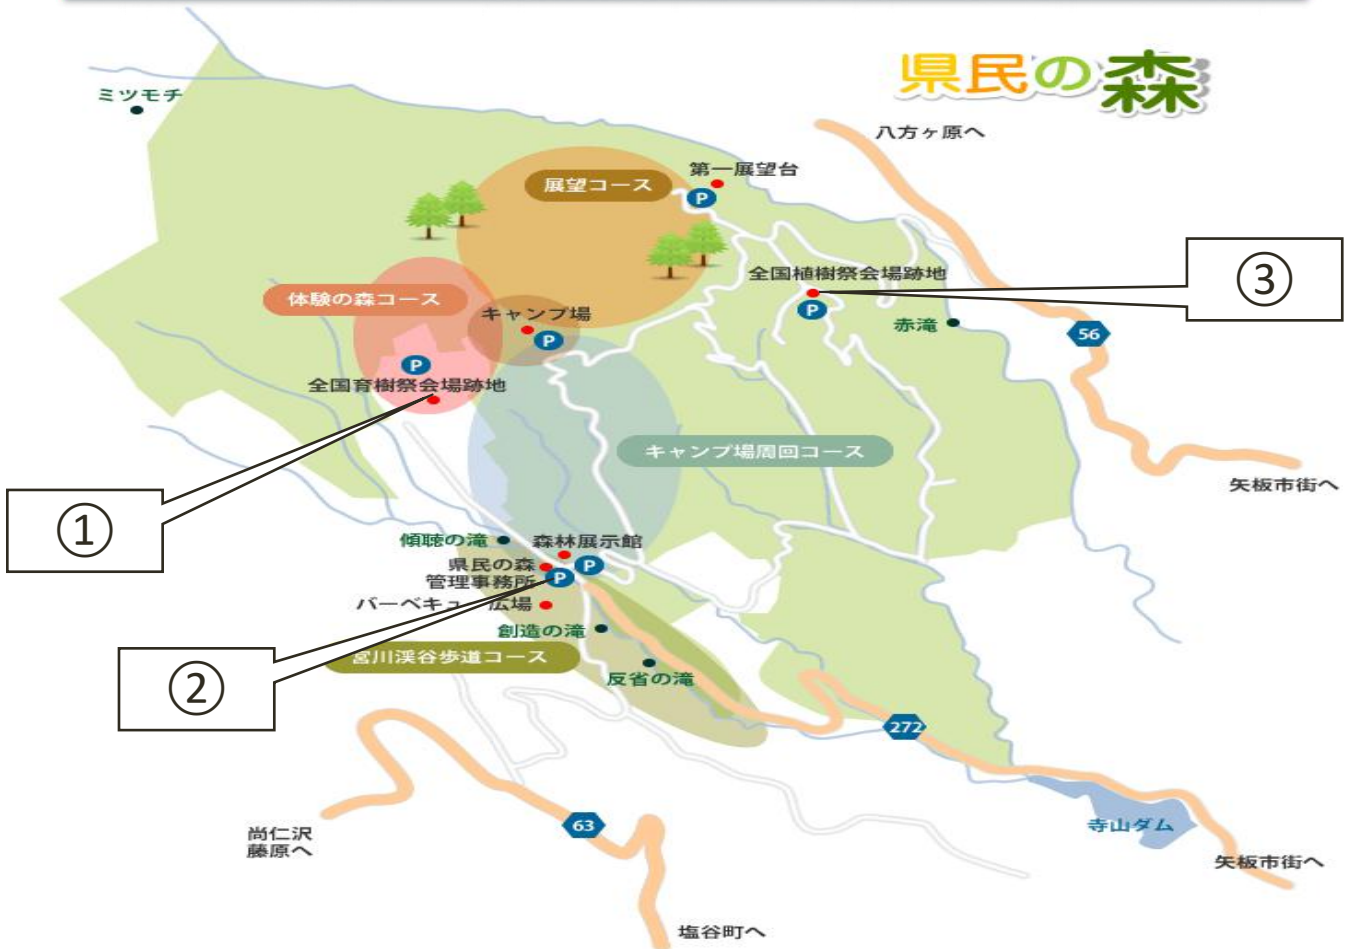 県民の森
ミツモチ
八方ヶ原へ
第一展望台
P
展望コース
全国植樹祭会場跡地
③
P
体験の森コース
キャンプ場
P
赤滝
56
P
全国育樹祭会場跡地
キャンプ場周回コース
矢板市街へ
①
傾聴の滝
森林展示館
P
県民の森
管理事務所
P
バーベキュー広場
創造の滝
宮川渓谷歩道コース
②
反省の滝
272
63
尚仁沢
藤原へ
寺山ダム
矢板市街へ
塩谷町へ